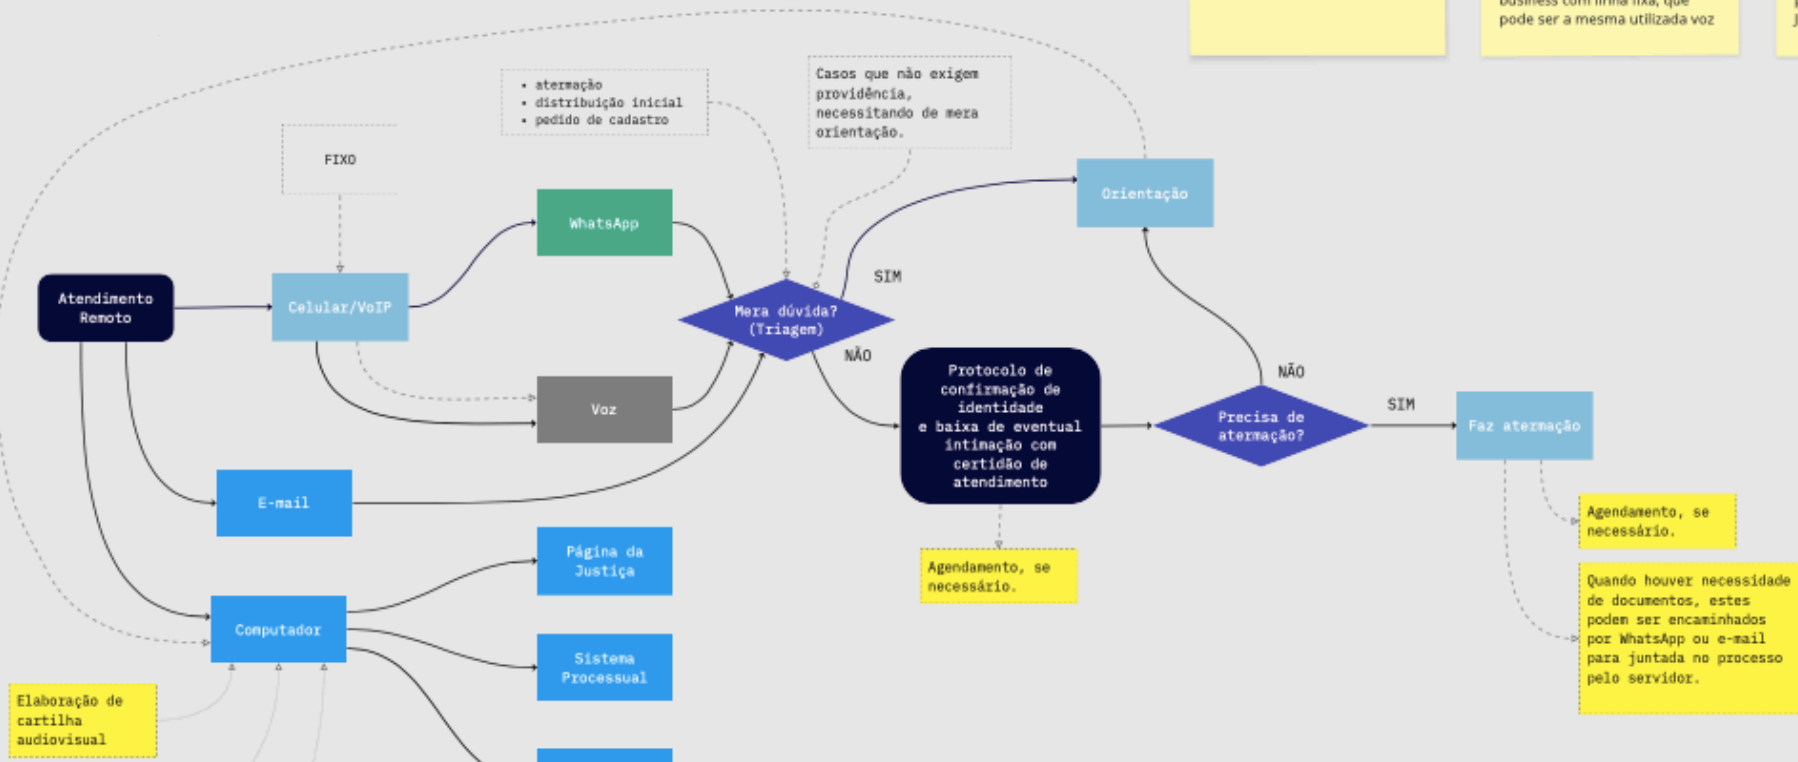 business com linha fixa, que
pode ser a mesma utilizada voz
• atermação
• distribuição inicial
• pedido de cadastro
Casos que não exigem
providência,
necessitando de mera
orientação.
FIXO
Orientação
WhatsApp
SIM
Atendimento
Remoto
Celular/VoIP
Mera dúvida?
(Triagem)
NÃO
Protocolo de
confirmação de
identidade
e baixa de eventual
intimação com
certidão de
atendimento
NÃO
Voz
Precisa de
atermação?
SIM
Faz atermação
E-mail
Agendamento, se
necessário.
Página da
Justiça
Agendamento, se
necessário.
Quando houver necessidade
de documentos, estes
podem ser encaminhados
por WhatsApp ou e-mail
para juntada no processo
pelo servidor.
Computador
Sistema
Processual
Elaboração de
cartilha
audiovisual